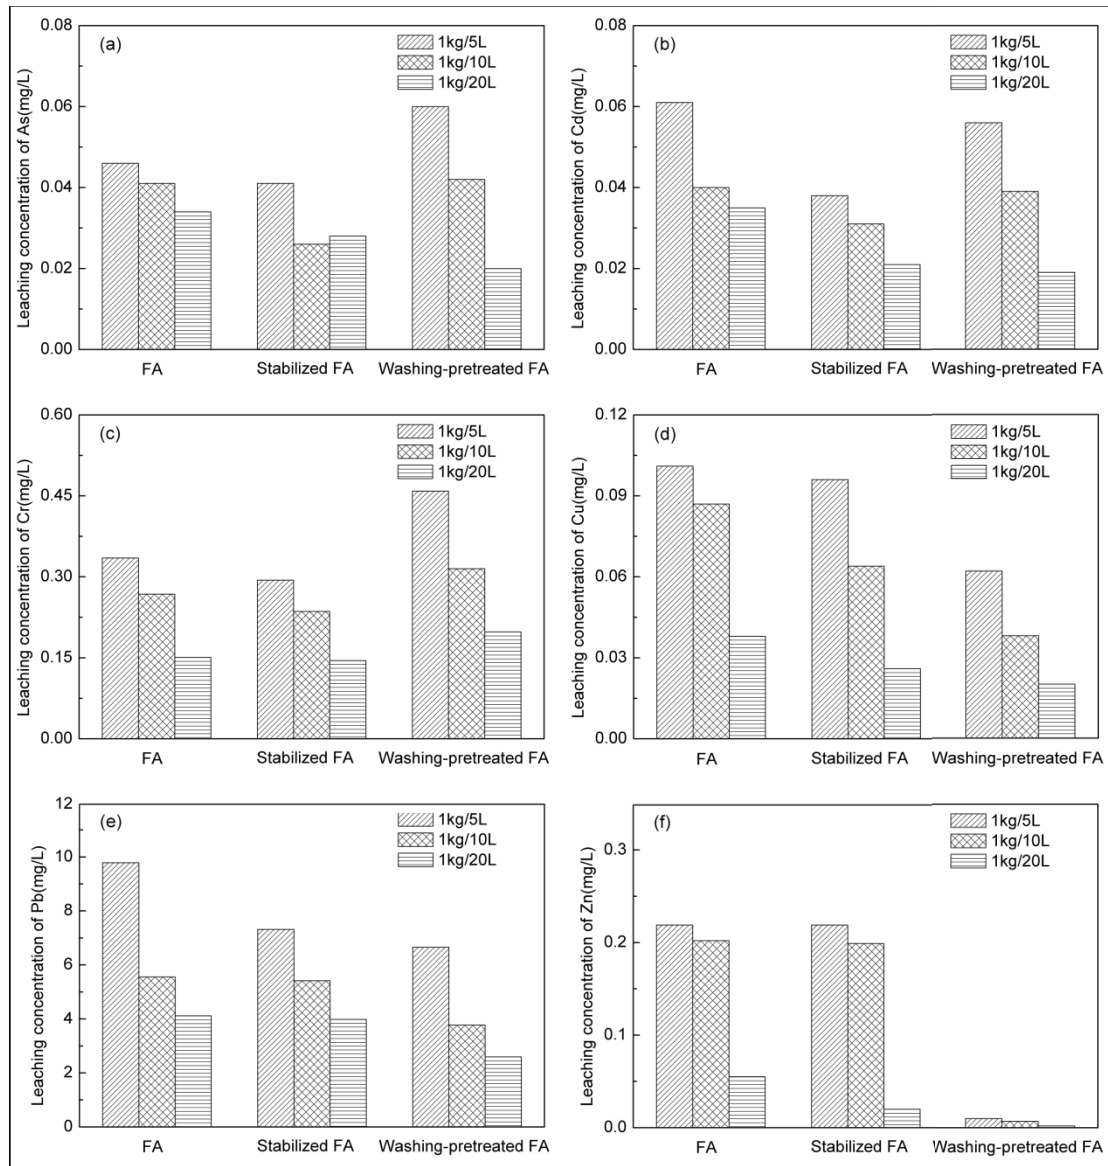 Leaching concentration of As(mg/L)
0.08
0.06
0.04
0.02
0.00
(a)
1kg/5L
1kg/10L
1kg/20L
FA
Stabilized FA
Washing-pretreated FA
Leaching concentration of Cd(mg/L)
0.08
0.06
0.04
0.02
0.00
(b)
1kg/5L
1kg/10L
1kg/20L
FA
Stabilized FA
Washing-pretreated FA
Leaching concentration of Cr(mg/L)
0.60
0.45
0.30
0.15
0.00
(c)
1kg/5L
1kg/10L
1kg/20L
FA
Stabilized FA
Washing-pretreated FA
Leaching concentration of Cu(mg/L)
0.12
0.09
0.06
0.03
0.00
(d)
1kg/5L
1kg/10L
1kg/20L
FA
Stabilized FA
Washing-pretreated FA
Leaching concentration of Pb(mg/L)
12
10
8
6
4
2
0
(e)
1kg/5L
1kg/10L
1kg/20L
FA
Stabilized FA
Washing-pretreated FA
Leaching concentration of Zn(mg/L)
0.3
0.2
0.1
0.0
(f)
1kg/5L
1kg/10L
1kg/20L
FA
Stabilized FA
Washing-pretreated FA